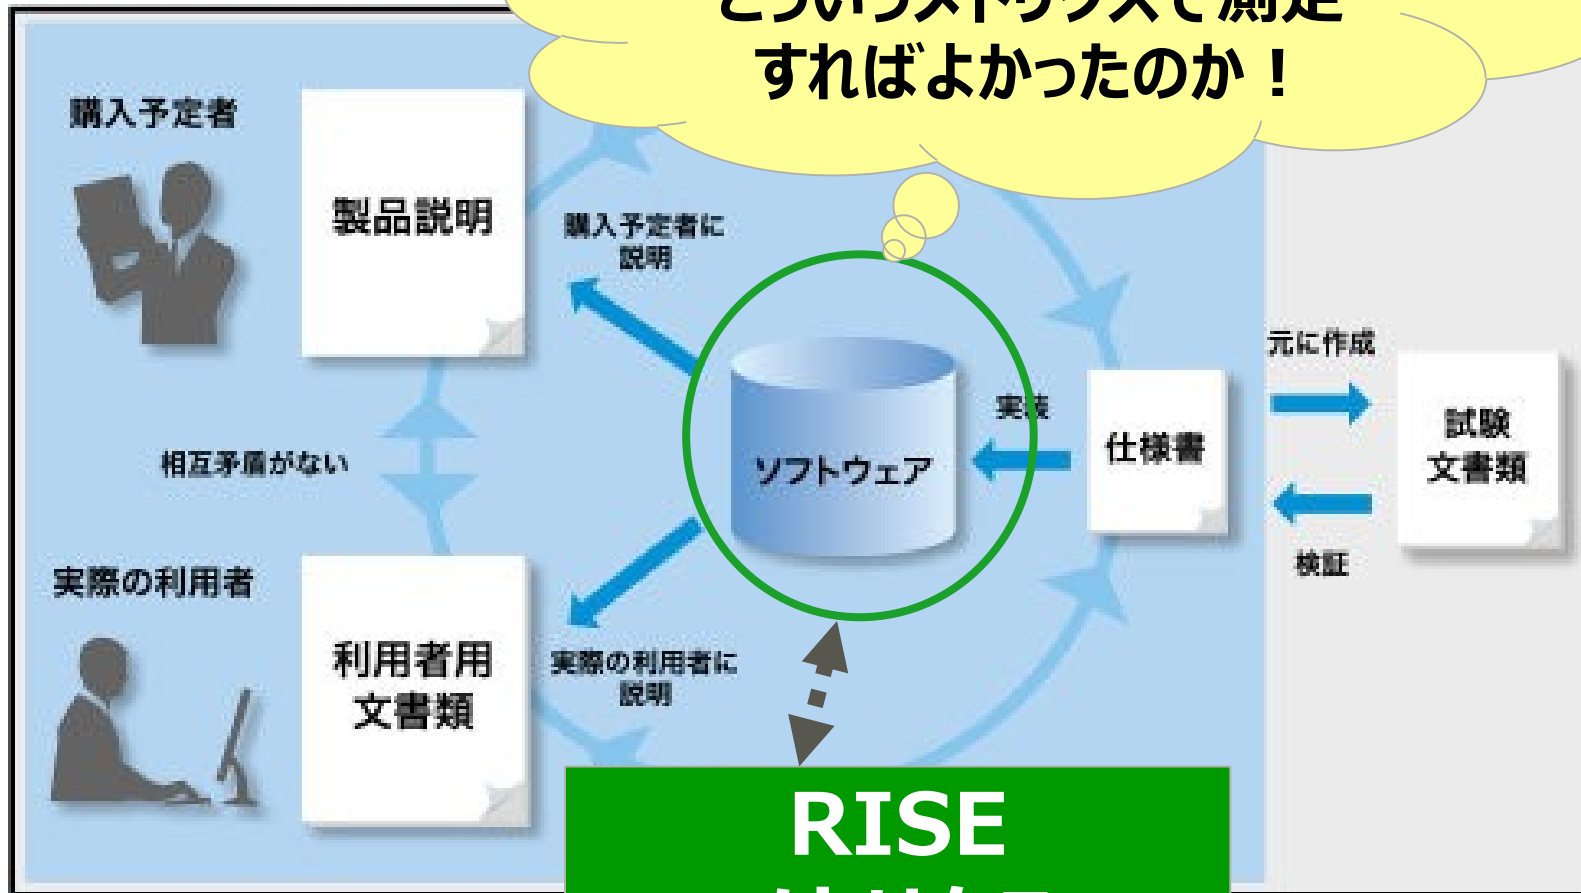 すればよかったのか！
購入予定者
製品説明
購入予定者に
説明
元に作成
実装
仕様書
試験
文書類
ソフトウェア
相互矛盾がない
検証
実際の利用者
利用者用
文書類
実際の利用者に
説明
RISE